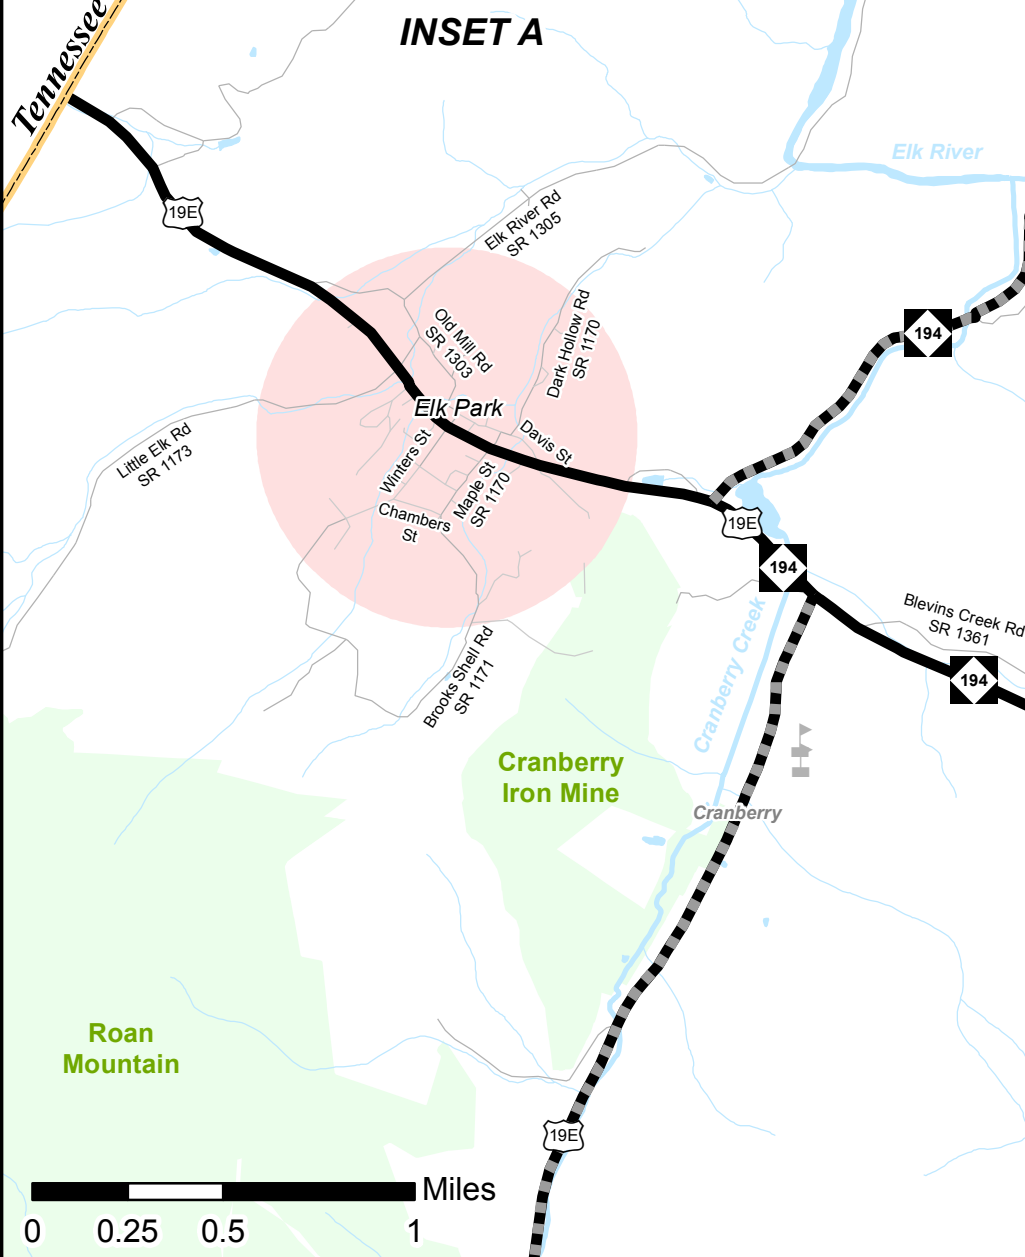 INSET A
Tennessee
Elk River
19E
Elk River Rd
SR 1305
194
Old Mill Rd
SR 1303
Dark Hollow Rd
SR 1170
Elk Park
Little Elk Rd
SR 1173
Winters St
Davis St
Maple St
SR 1170
Chambers
St
19E
194
Blevins Creek Rd
SR 1361
Cranberry Creek
Brooks Shell Rd
SR 1171
194
Cranberry
Iron Mine
Cranberry
Roan
Mountain
19E
Miles
0 0.25 0.5 1